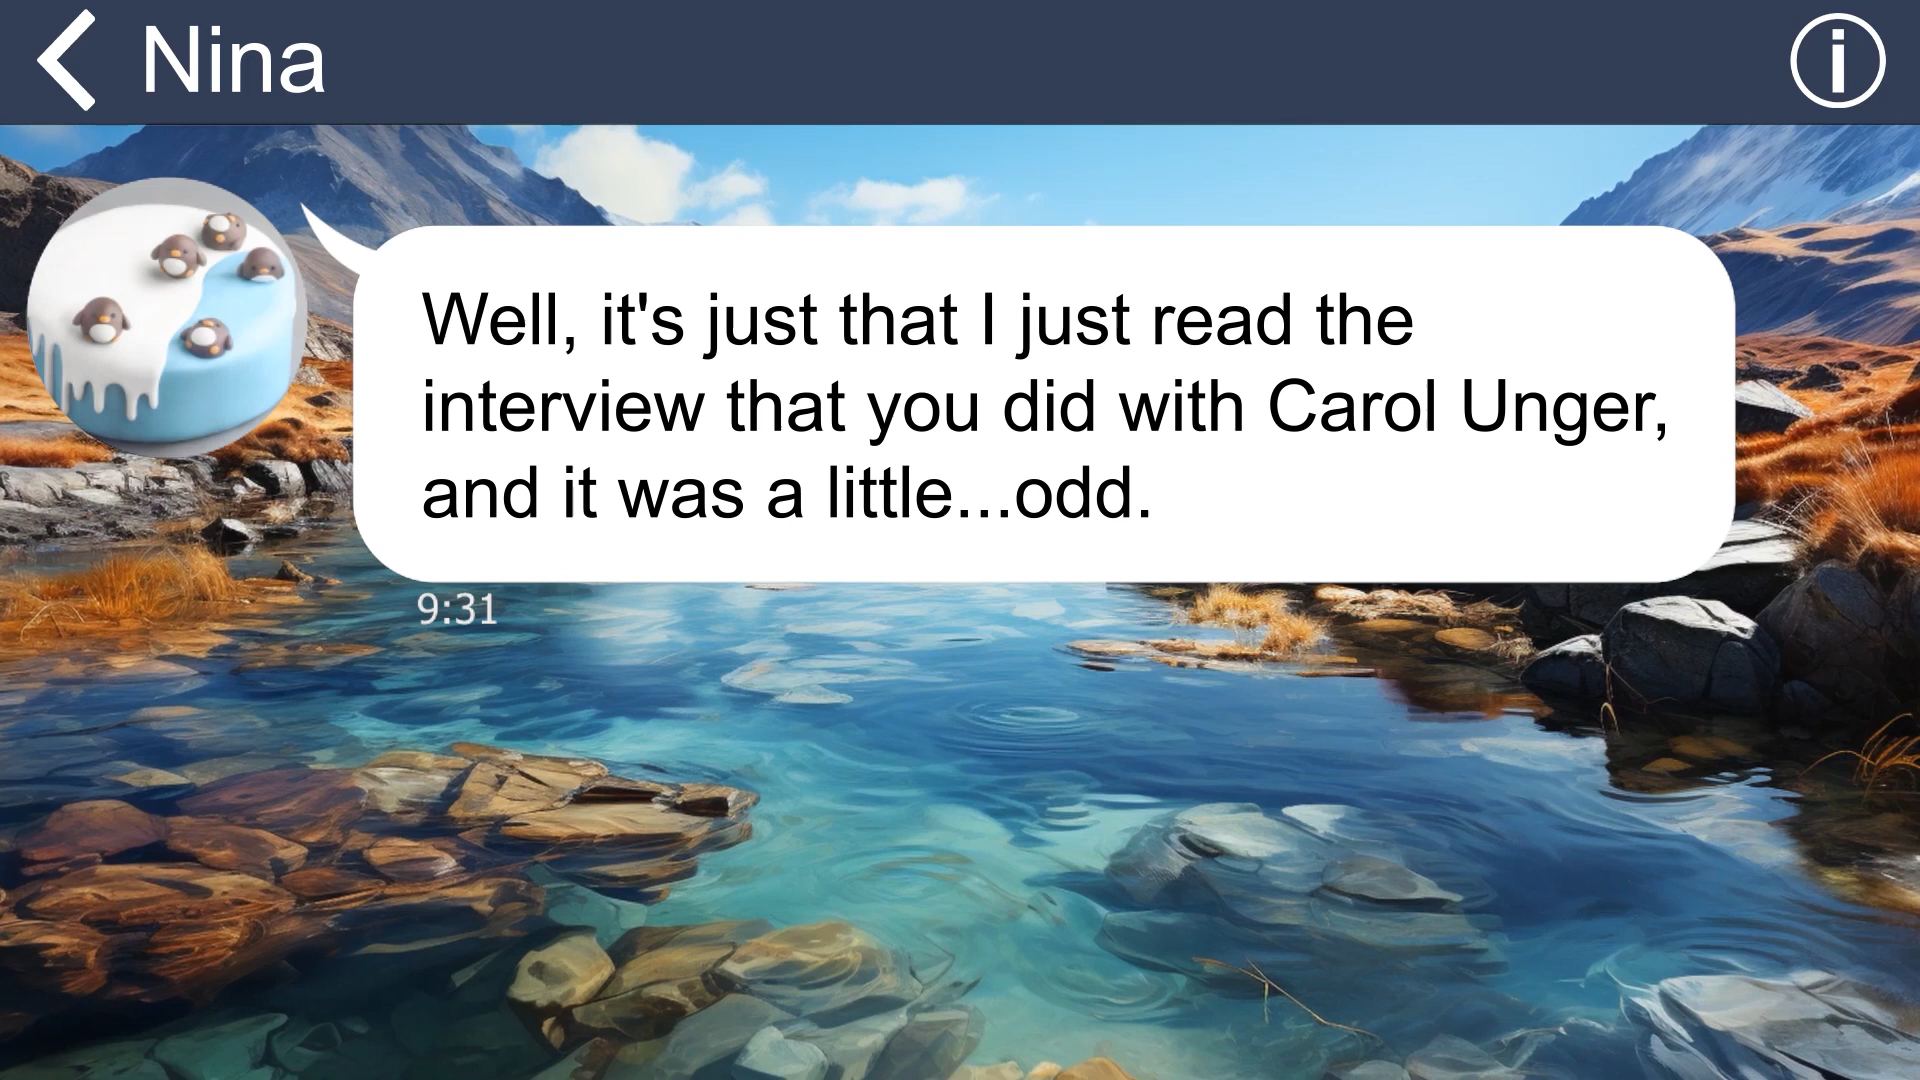 Nina
Well, it's just that I just read the
interview that you did with Carol Unger,
and it was a little...odd.
9:31